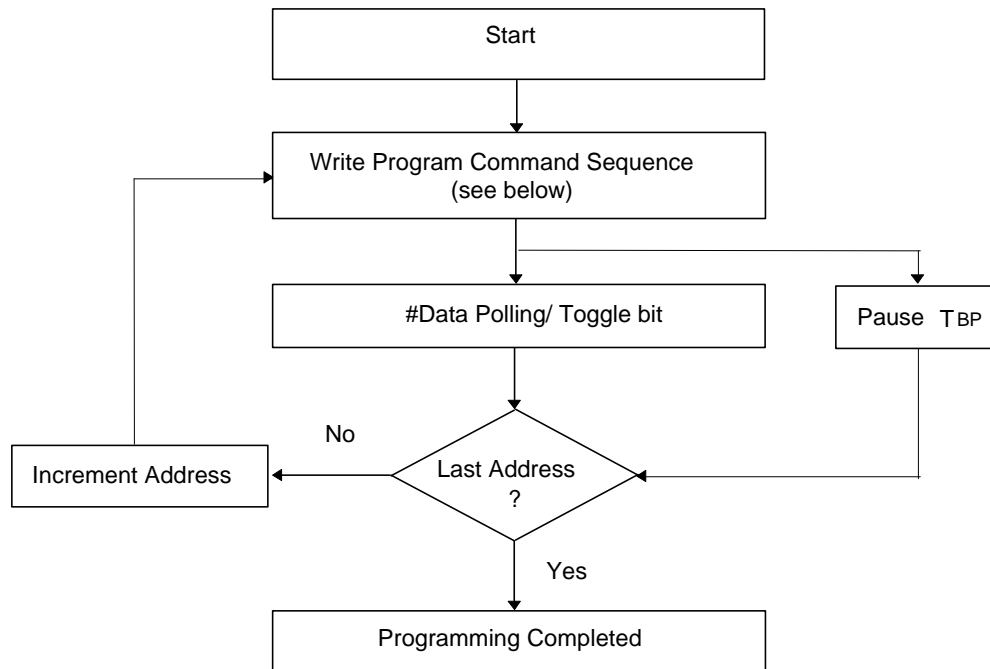 Start
Write Program Command Sequence
(see below)
#Data Polling/ Toggle bit
Pause TBP
No
Increment Address
Last Address
?
Yes
Programming Completed